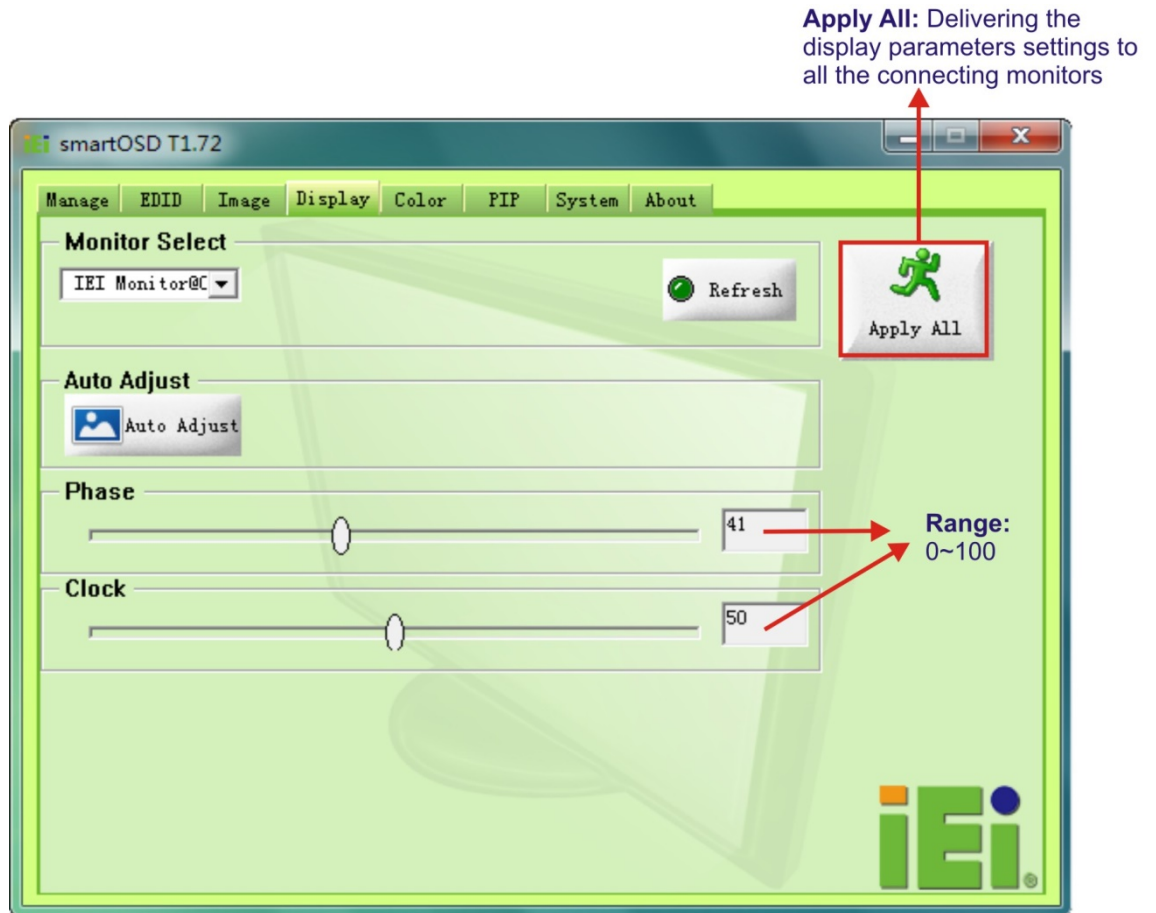 Apply All: Delivering the
display parameters settings to
all the connecting monitors
smartOSD T1.72
Manage EDID Image Display Color PIP System About
Monitor Select
IEI Monitor@C
Refresh
Apply All
Auto Adjust
Auto Adjust
Phase
41
Range:
0~100
Clock
50
iEi®